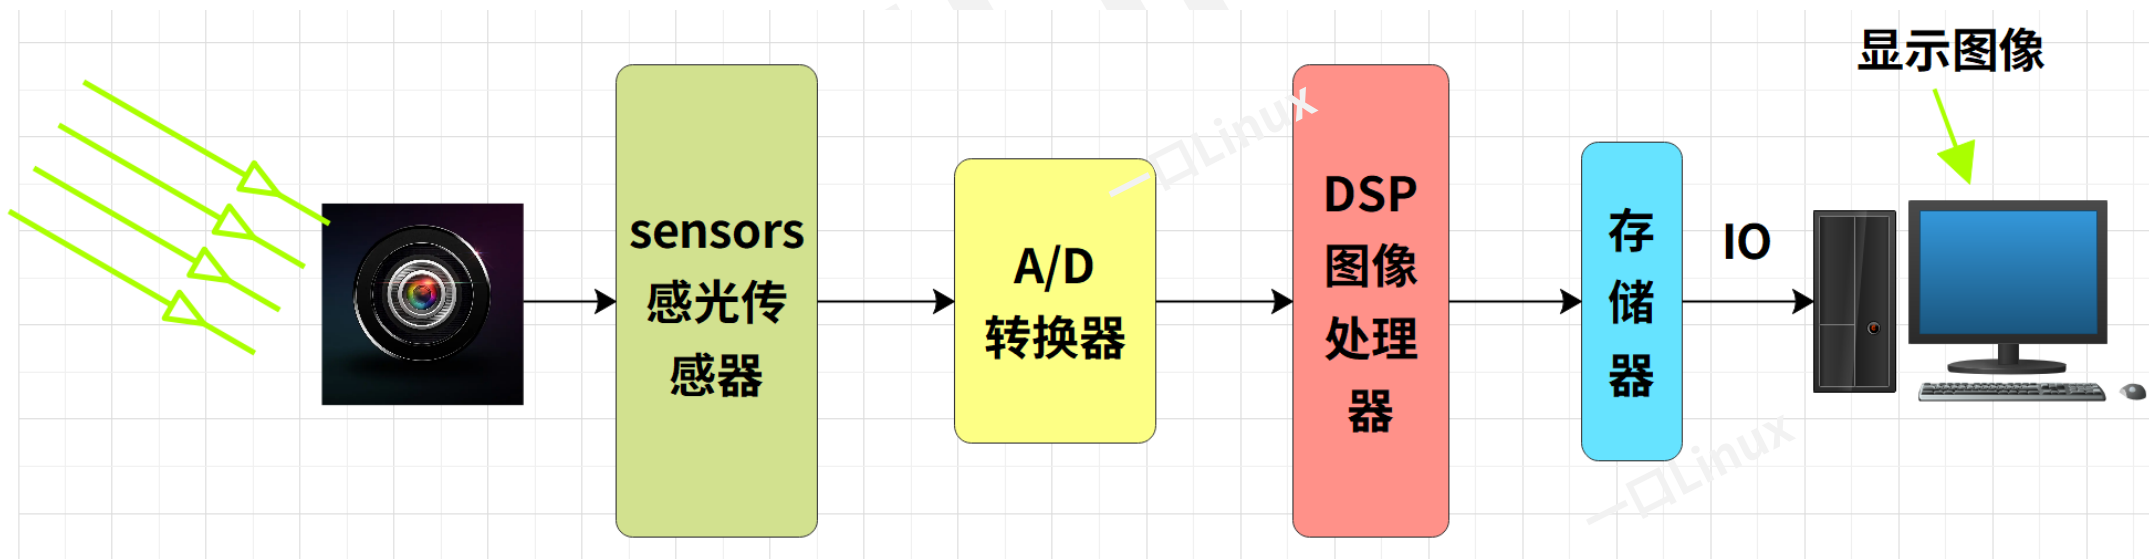 sensors
感光传
感器
A/D
转换器
DSP
图像
处理
器
存
储
器
IO
显示图像
一口Linux
一口Linux